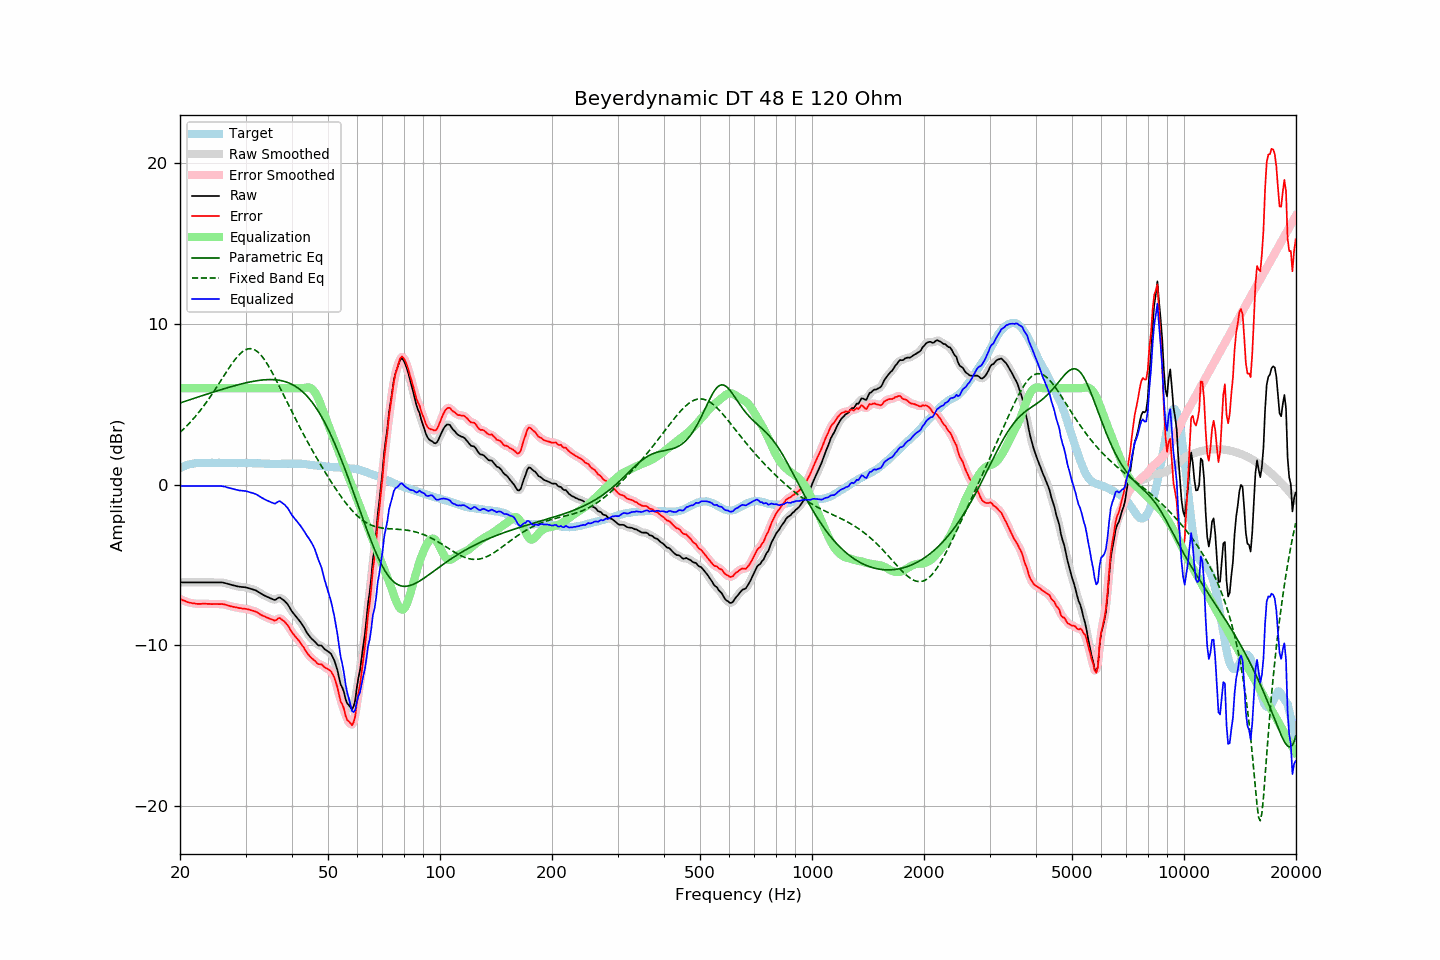 Beyerdynamic DT 48 E 120 Ohm
Target
Raw Smoothed
Error Smoothed
Raw
Error
Equalization
Parametric Eq
Fixed Band Eq
Equalized
Amplitude (dBr)
20
10
0
−10
−20
20 50 100 200 500 1000 2000 5000 10000 20000
Frequency (Hz)